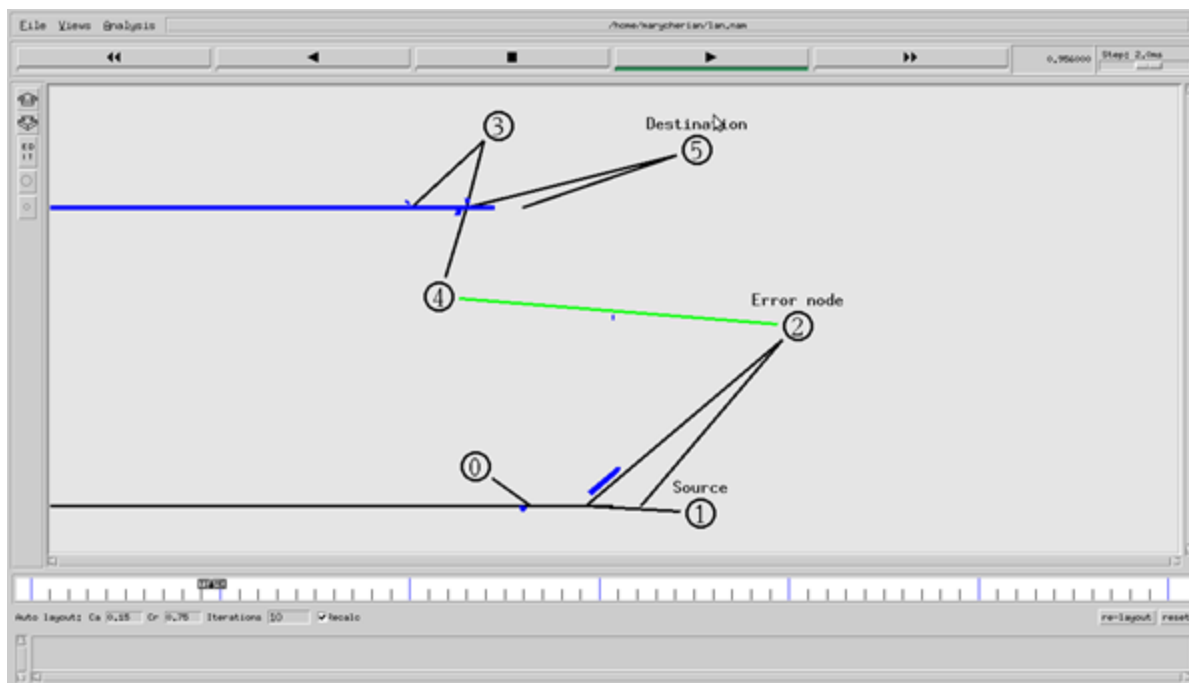 File Views Analysis /home/marycherian/lan.nam
0.956000 Step: 2.0ms
3
Destination
5
4
Error node
2
0
Source
1
Auto layout: Ca 0.15 Cr 0.75 Iterations 10 Recalc re-layout reset